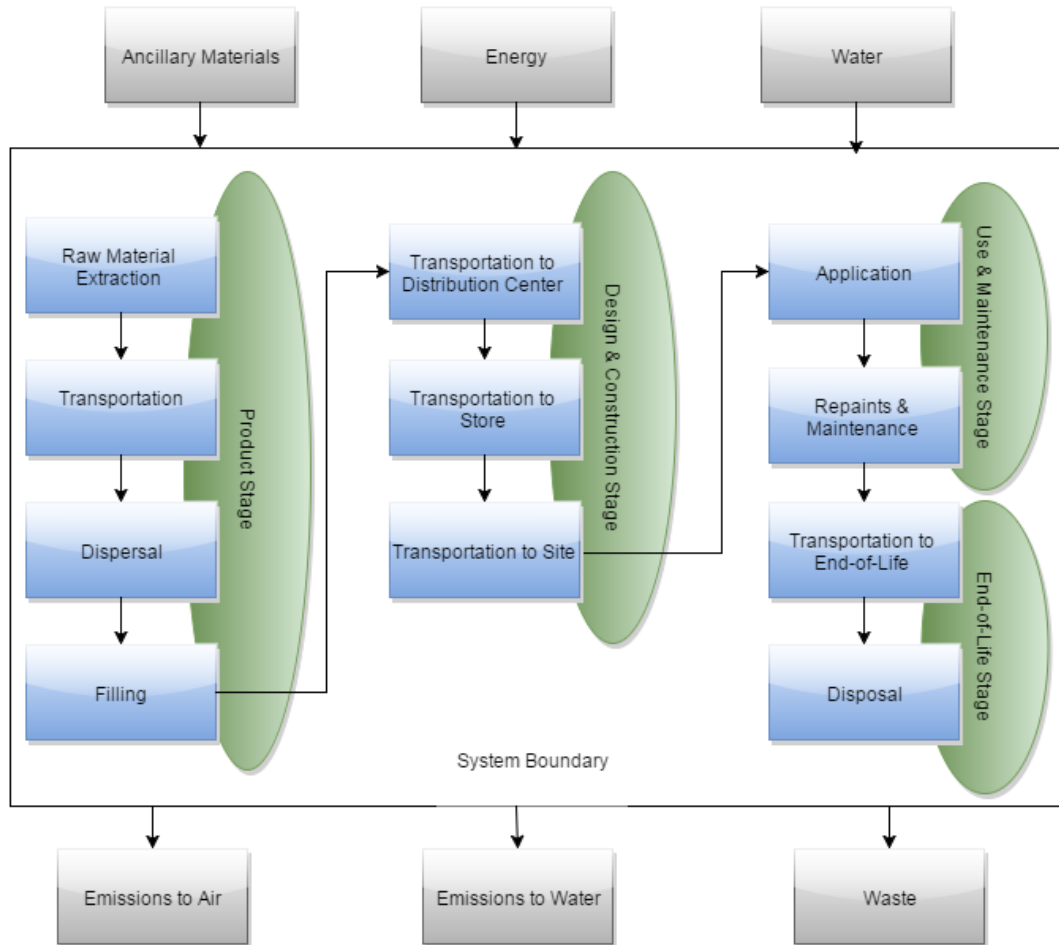 Ancillary Materials
Energy
Water
Raw Material
Extraction
Transportation
Dispersal
Filling
Product Stage
Transportation to
Distribution Center
Transportation to
Store
Transportation to Site
Design & Construction Stage
Application
Repaints &
Maintenance
Use & Maintenance Stage
Transportation to
End-of-Life
Disposal
End-of-Life Stage
System Boundary
Emissions to Air
Emissions to Water
Waste